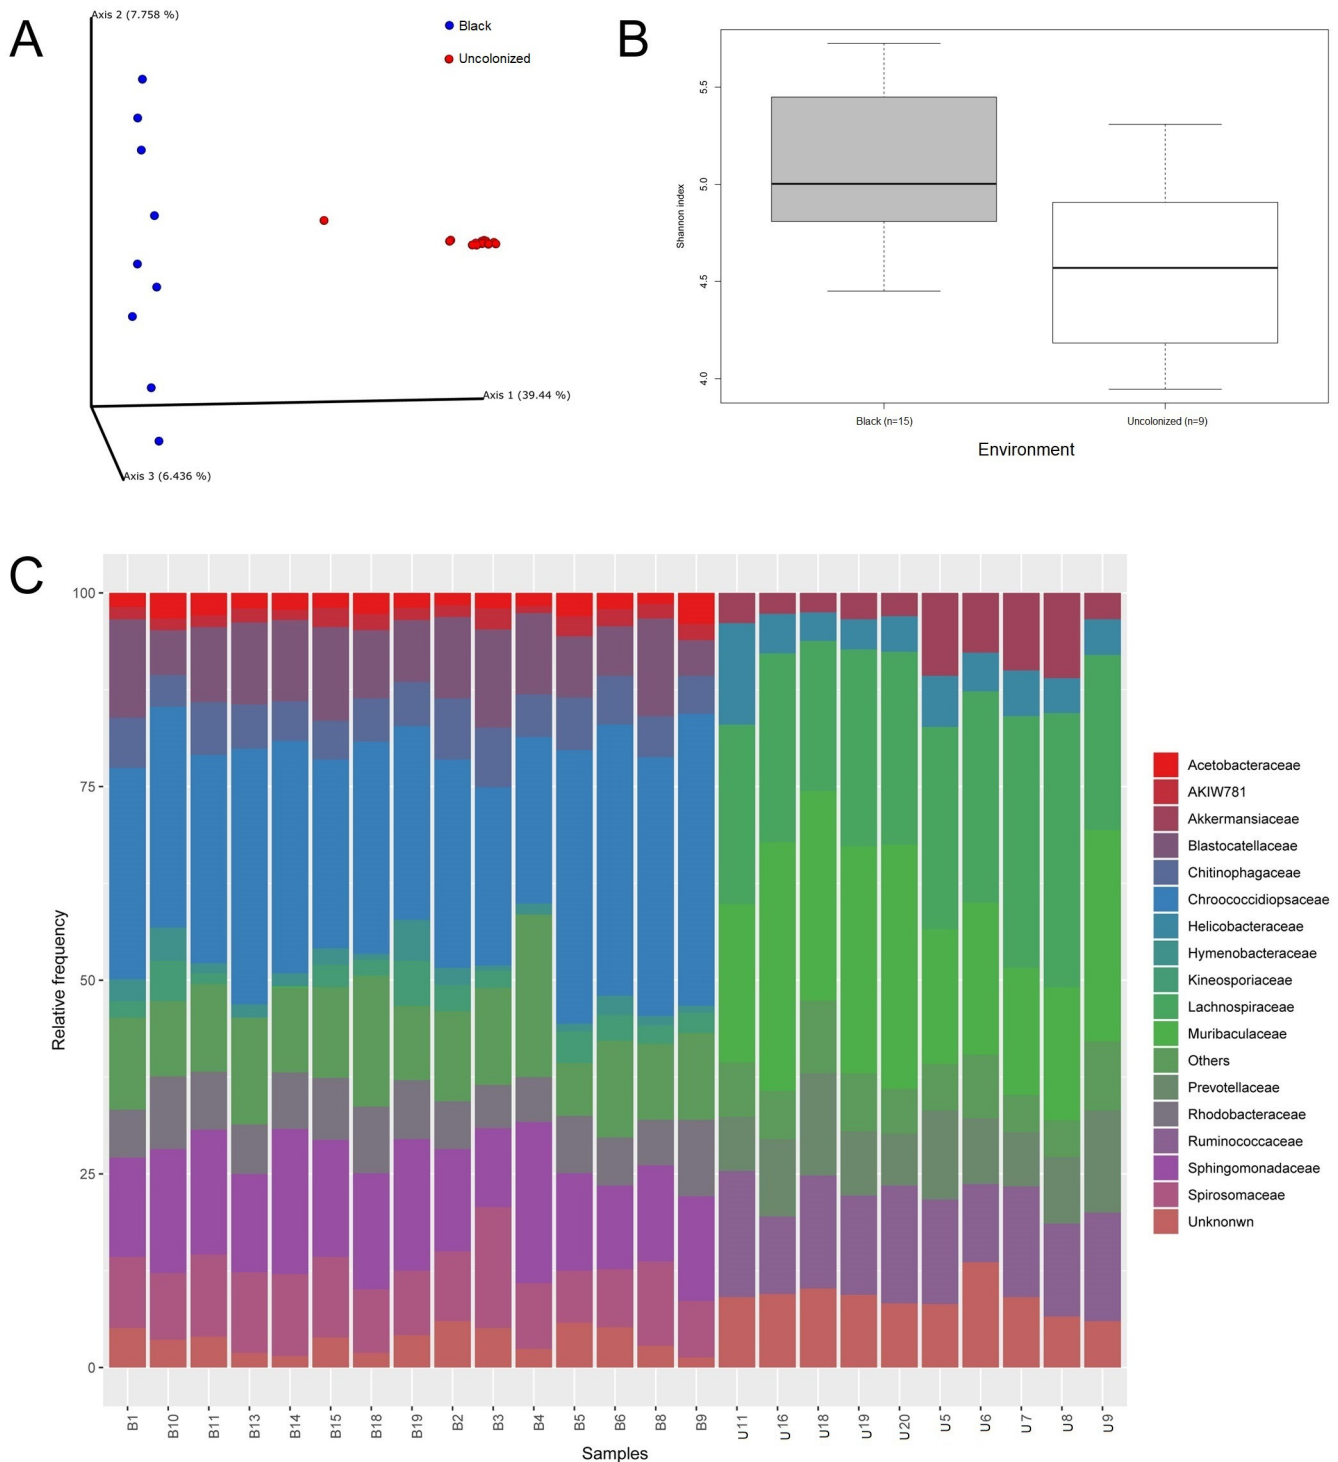 A
Axis 2 (7.758 %)
Black
Uncolonized
Axis 1 (39.44 %)
Axis 3 (6.436 %)
B
5.5
5.0
4.5
4.0
Shannon index
Black (n=15)
Uncolonized (n=9)
Environment
C
100
75
50
25
0
Relative frequency
B1
B10
B11
B13
B14
B15
B18
B19
B2
B3
B4
B5
B6
B8
B9
U11
U16
U18
U19
U20
U5
U6
U7
U8
U9
Samples
Acetobacteraceae
AKIW781
Akkermansiaceae
Blastocatellaceae
Chitinophagaceae
Chroococcidiopsaceae
Helicobacteraceae
Hymenobacteraceae
Kineosporiaceae
Lachnospiraceae
Muribaculaceae
Others
Prevotellaceae
Rhodobacteraceae
Ruminococcaceae
Sphingomonadaceae
Spirosomaceae
Unknonwn